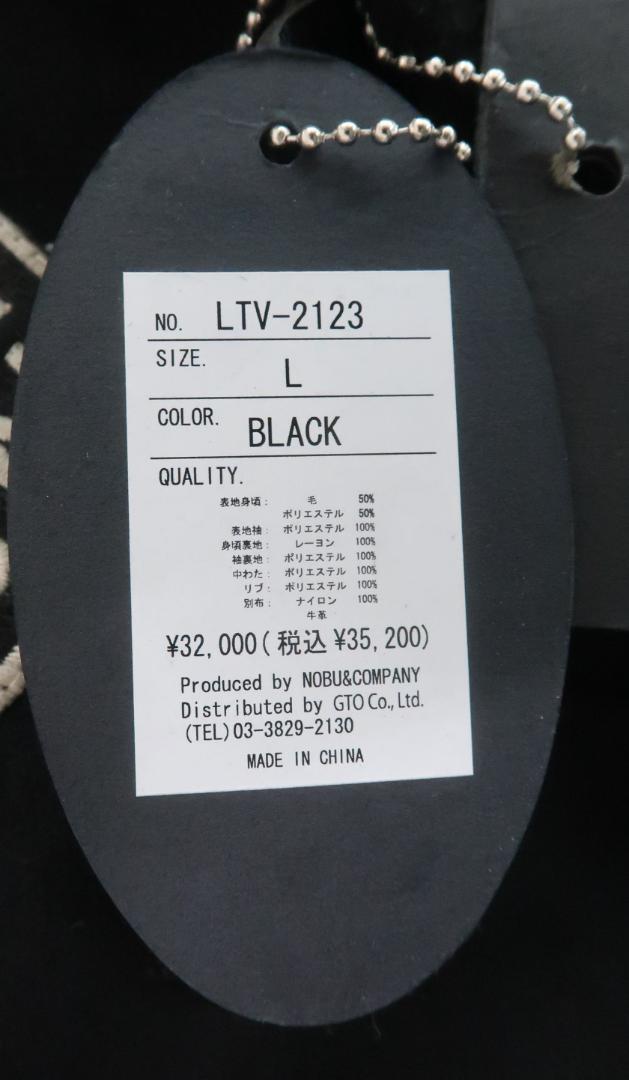 NO. LTV-2123
SIZE. L
COLOR. BLACK
QUALITY.
表地身頃: 毛 50%
ポリエステル 50%
表地袖: ポリエステル 100%
身頃裏地: レーヨン 100%
袖裏地: ポリエステル 100%
中わた: ポリエステル 100%
リブ: ポリエステル 100%
別布: ナイロン 100%
牛革
¥32,000(税込¥35,200)
Produced by NOBU&COMPANY
Distributed by GTO Co., Ltd.
(TEL)03-3829-2130
MADE IN CHINA